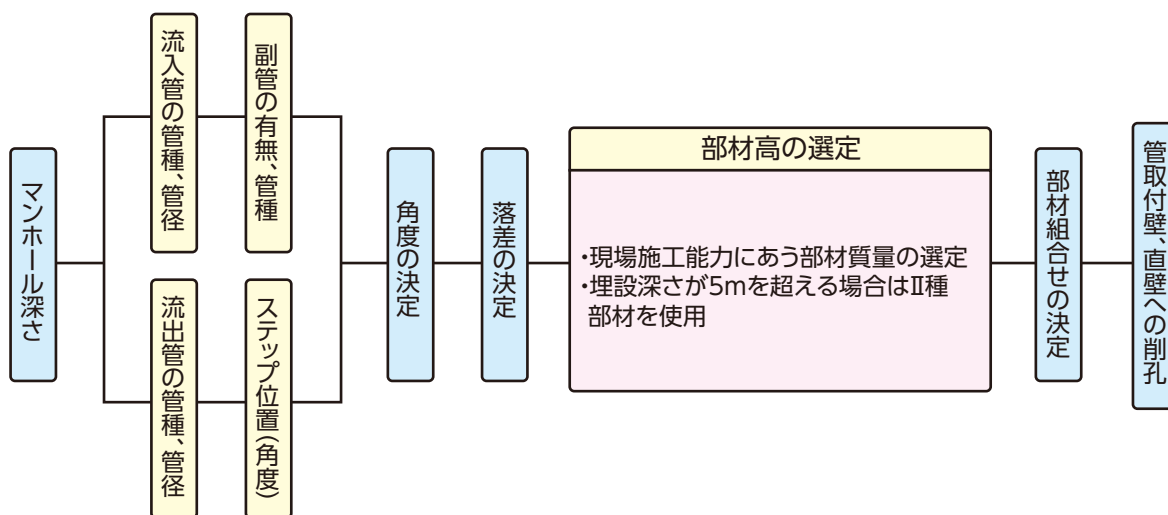 マンホール深さ
流入管の管種、管径
副管の有無、管種
流出管の管種、管径
ステップ位置(角度)
角度の決定
落差の決定
部材高の選定
・現場施工能力にあう部材質量の選定
・埋設深さが5mを超える場合はⅡ種
部材を使用
部材組合せの決定
管取付壁、直壁への削孔